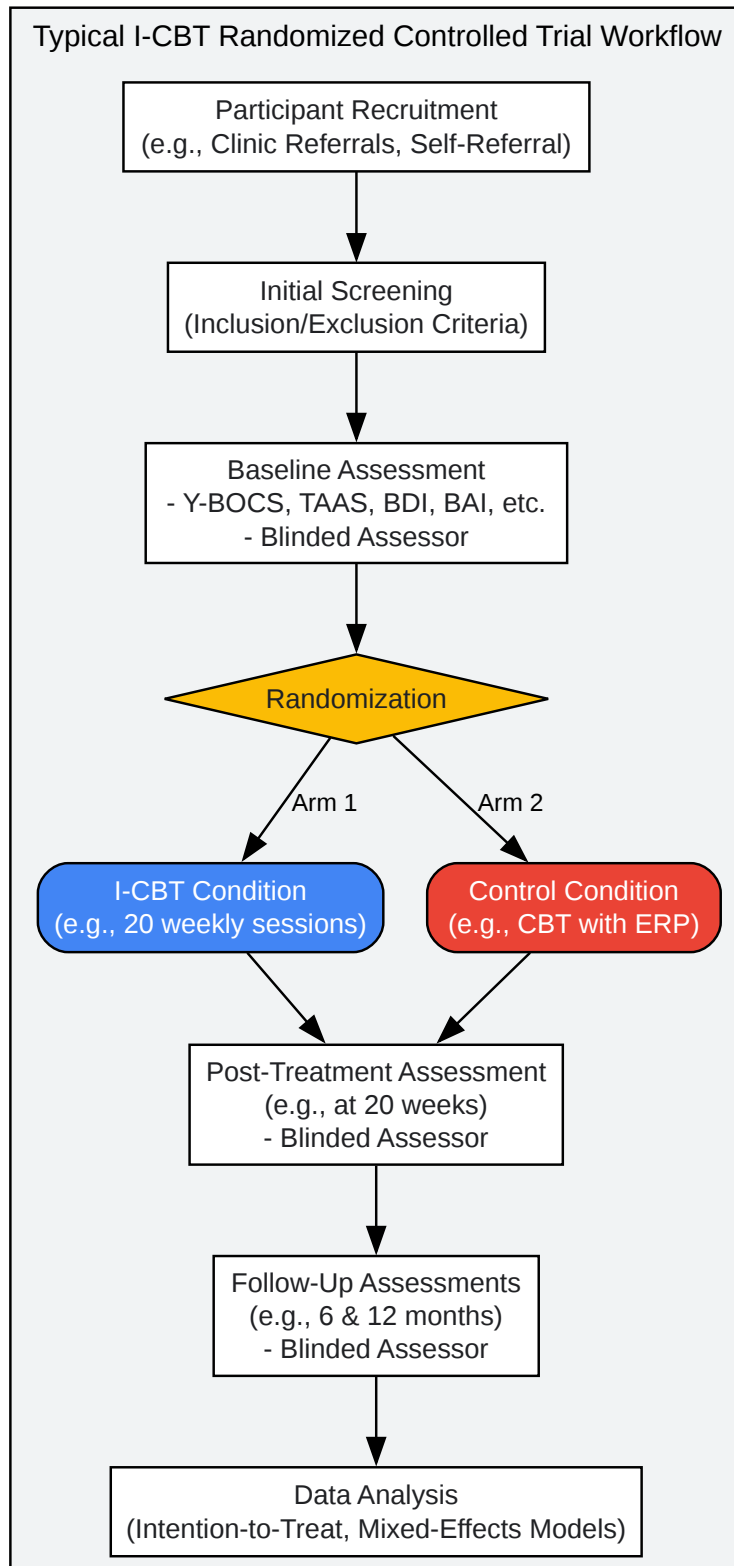 Typical I-CBT Randomized Controlled Trial Workflow
Participant Recruitment
(e.g., Clinic Referrals, Self-Referral)
Initial Screening
(Inclusion/Exclusion Criteria)
Baseline Assessment
- Y-BOCS, TAAS, BDI, BAI, etc.
- Blinded Assessor
Randomization
Arm 1
Arm 2
I-CBT Condition
(e.g., 20 weekly sessions)
Control Condition
(e.g., CBT with ERP)
Post-Treatment Assessment
(e.g., at 20 weeks)
- Blinded Assessor
Follow-Up Assessments
(e.g., 6 & 12 months)
- Blinded Assessor
Data Analysis
(Intention-to-Treat, Mixed-Effects Models)